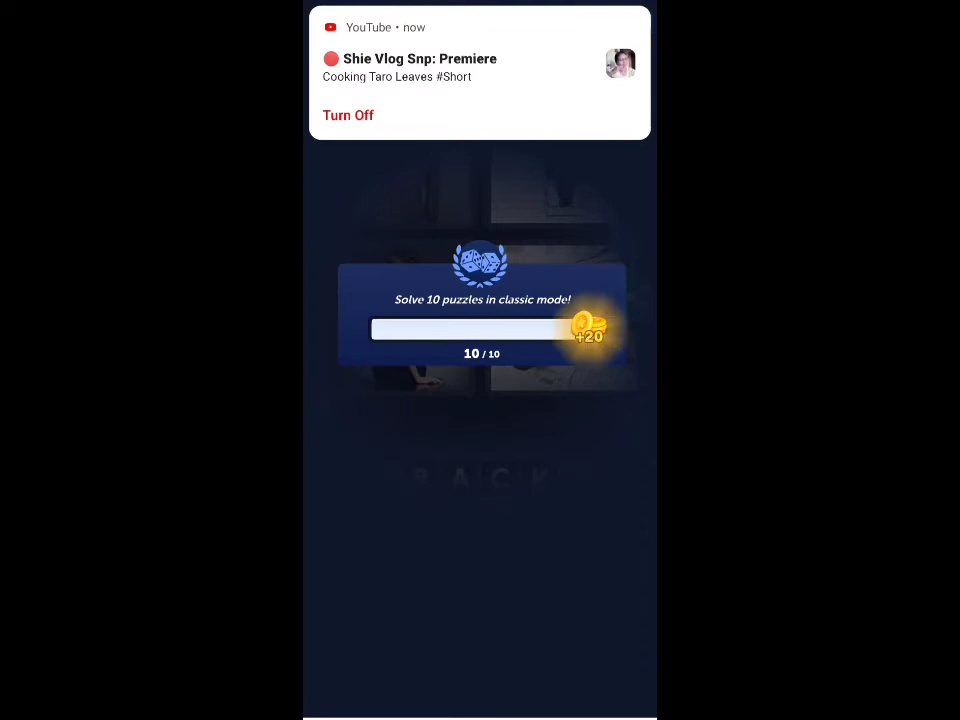 YouTube • now
🔴 Shie Vlog Snp: Premiere
Cooking Taro Leaves #Short
Turn Off
Solve 10 puzzles in classic mode!
+20
10 / 10
BACK